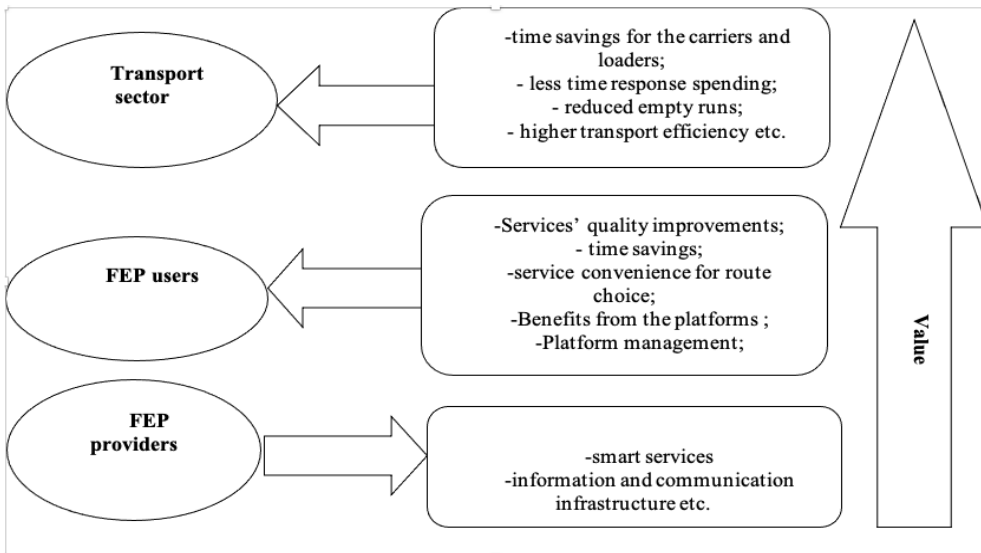 Transport
sector
-time savings for the carriers and
loaders;
- less time response spending;
- reduced empty runs;
- higher transport efficiency etc.
FEP users
-Services’ quality improvements;
- time savings;
-service convenience for route
choice;
-Benefits from the platforms ;
-Platform management;
FEP
providers
-smart services
-information and communication
infrastructure etc.
Value